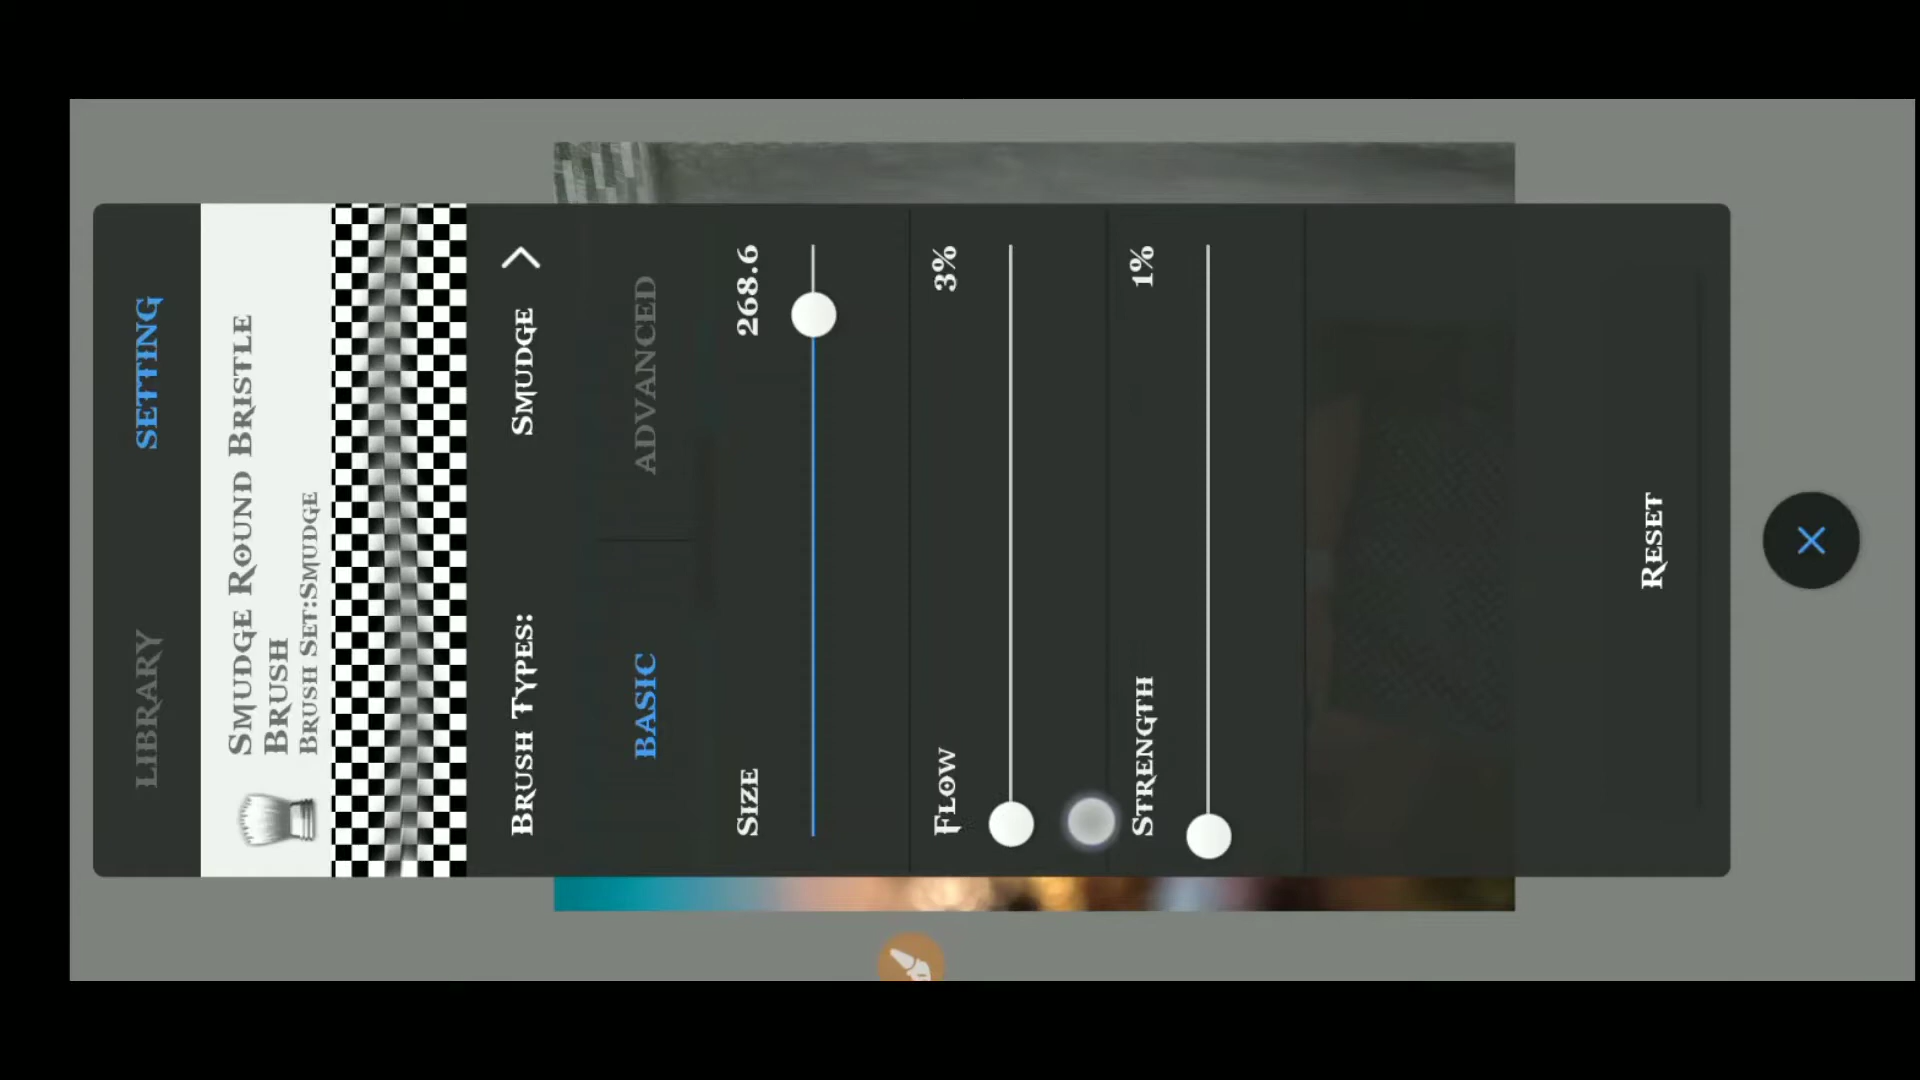 LIBRARY SETTING
SMUDGE ROUND BRISTLE
BRUSH
BRUSH SET:SMUDGE
BRUSH TYPES: SMUDGE
BASIC ADVANCED
SIZE 268.6
FLOW 3%
STRENGTH 1%
RESET